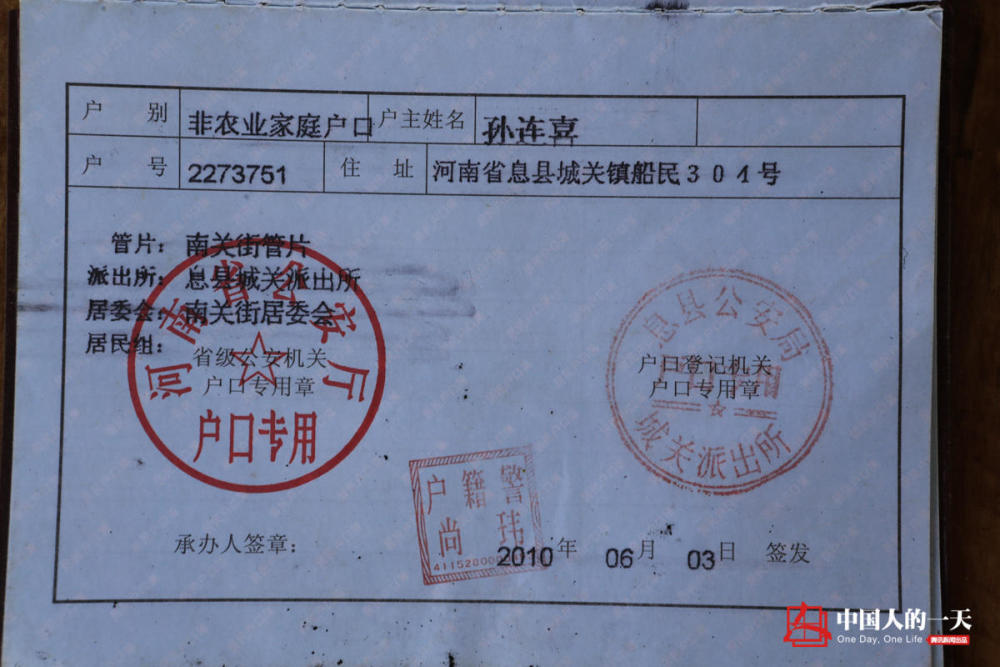 户 别 非农业家庭户口 户主姓名 孙连喜
户 号 2273751 住 址 河南省息县城关镇船民301号
管片： 南关街管片
派出所： 息县城关派出所
居委会： 南关街居委会
居民组：
河南省公安厅
省级公安机关
户口专用章
户口专用
息县公安局
户口登记机关
户口专用章
城关派出所
户籍警
尚玮
承办人签章：
2010年 06月 03日 签发
中国人的一天
One Day, One Life 腾讯新闻出品